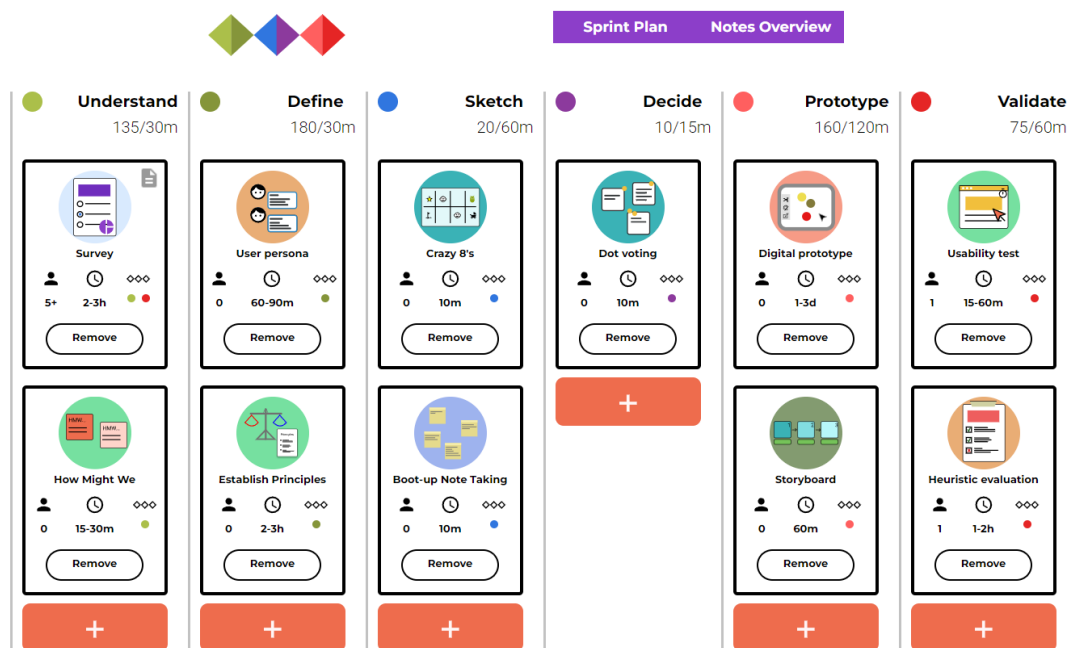 Sprint Plan
Notes Overview
Understand
135/30m
Survey
5+ 2-3h
Remove
How Might We
HMW...
HMW...
0 15-30m
Remove
+
Define
180/30m
User persona
0 60-90m
Remove
Establish Principles
0 2-3h
Remove
+
Sketch
20/60m
Crazy 8's
0 10m
Remove
Boot-up Note Taking
0 10m
Remove
+
Decide
10/15m
Dot voting
0 10m
Remove
+
Prototype
160/120m
Digital prototype
0 1-3d
Remove
Storyboard
0 60m
Remove
+
Validate
75/60m
Usability test
1 15-60m
Remove
Heuristic evaluation
1 1-2h
Remove
+